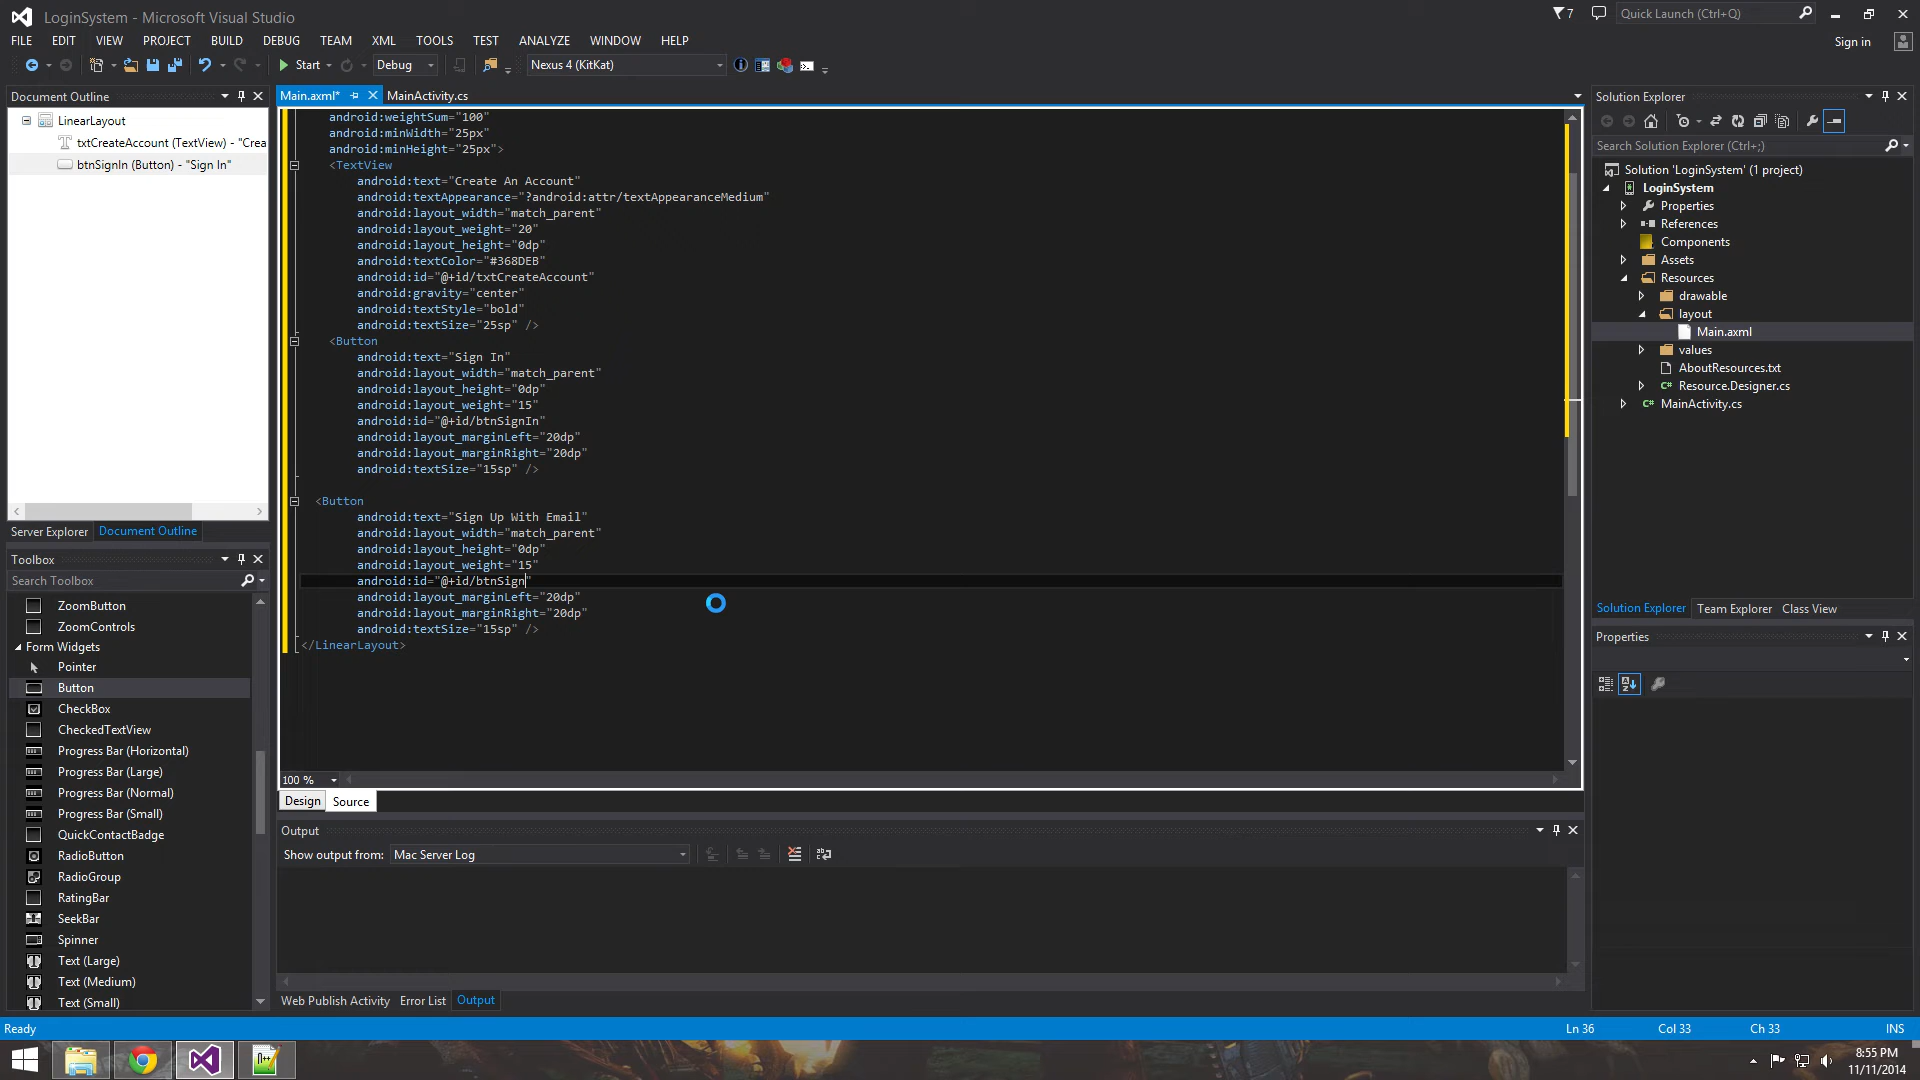 LoginSystem - Microsoft Visual Studio
7
Quick Launch (Ctrl+Q)
FILE EDIT VIEW PROJECT BUILD DEBUG TEAM XML TOOLS TEST ANALYZE WINDOW HELP
Sign in
Start
Debug
Nexus 4 (KitKat)
Document Outline
LinearLayout
txtCreateAccount (TextView) - "Crea
btnSignIn (Button) - "Sign In"
Server Explorer
Document Outline
Toolbox
Search Toolbox
ZoomButton
ZoomControls
Form Widgets
Pointer
Button
CheckBox
CheckedTextView
Progress Bar (Horizontal)
Progress Bar (Large)
Progress Bar (Normal)
Progress Bar (Small)
QuickContactBadge
RadioButton
RadioGroup
RatingBar
SeekBar
Spinner
Text (Large)
Text (Medium)
Text (Small)
Main.axml*
MainActivity.cs
android:weightSum="100"
android:minWidth="25px"
android:minHeight="25px">
<TextView
android:text="Create An Account"
android:textAppearance="?android:attr/textAppearanceMedium"
android:layout_width="match_parent"
android:layout_weight="20"
android:layout_height="0dp"
android:textColor="#368DEB"
android:id="@+id/txtCreateAccount"
android:gravity="center"
android:textStyle="bold"
android:textSize="25sp" />
<Button
android:text="Sign In"
android:layout_width="match_parent"
android:layout_height="0dp"
android:layout_weight="15"
android:id="@+id/btnSignIn"
android:layout_marginLeft="20dp"
android:layout_marginRight="20dp"
android:textSize="15sp" />
<Button
android:text="Sign Up With Email"
android:layout_width="match_parent"
android:layout_height="0dp"
android:layout_weight="15"
android:id="@+id/btnSign"
android:layout_marginLeft="20dp"
android:layout_marginRight="20dp"
android:textSize="15sp" />
</LinearLayout>
100 %
Design
Source
Output
Show output from: Mac Server Log
Web Publish Activity
Error List
Output
Solution Explorer
Search Solution Explorer (Ctrl+;)
Solution 'LoginSystem' (1 project)
LoginSystem
Properties
References
Components
Assets
Resources
drawable
layout
Main.axml
values
AboutResources.txt
Resource.Designer.cs
MainActivity.cs
Solution Explorer
Team Explorer
Class View
Properties
Ready
Ln 36
Col 33
Ch 33
INS
8:55 PM
11/11/2014